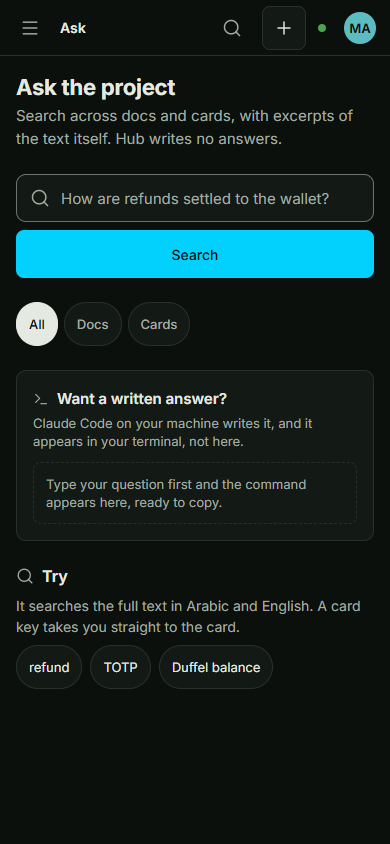 Ask
MA
Ask the project
Search across docs and cards, with excerpts of
the text itself. Hub writes no answers.
How are refunds settled to the wallet?
Search
All
Docs
Cards
Want a written answer?
Claude Code on your machine writes it, and it
appears in your terminal, not here.
Type your question first and the command
appears here, ready to copy.
Try
It searches the full text in Arabic and English. A card
key takes you straight to the card.
refund
TOTP
Duffel balance